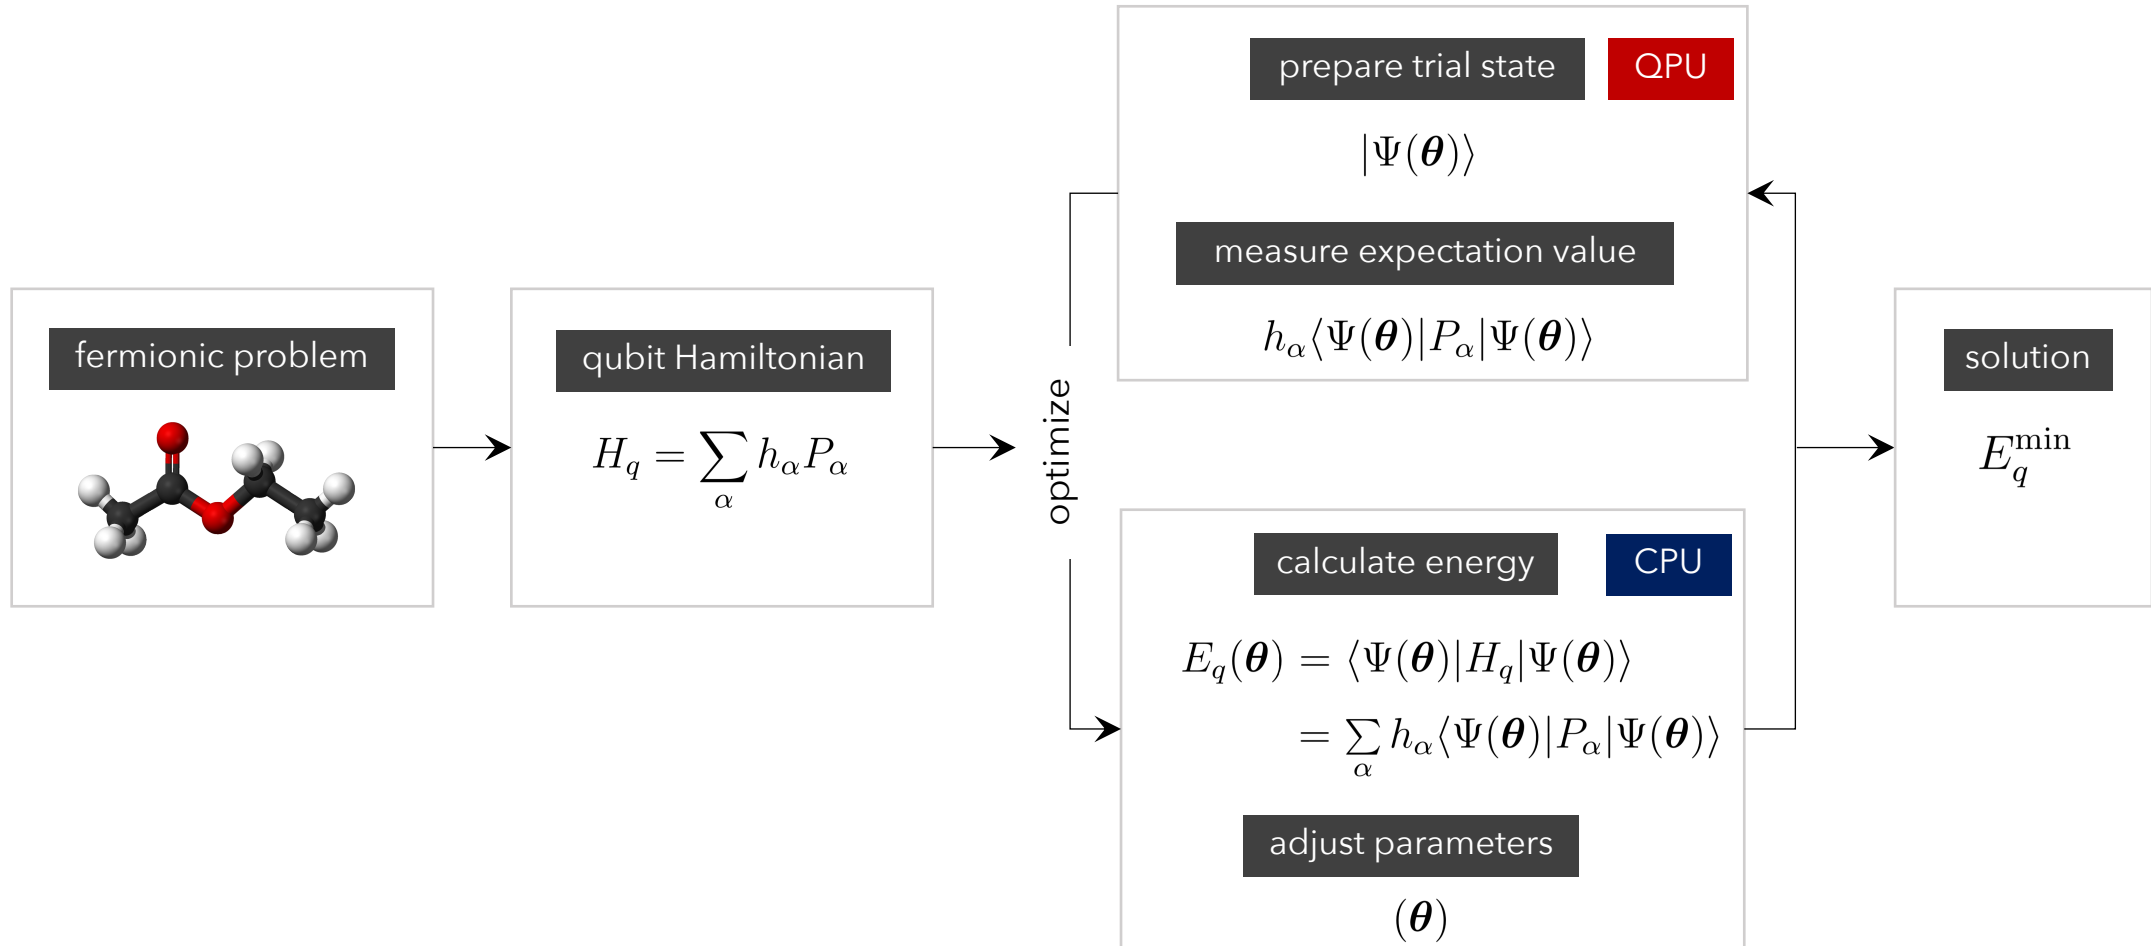 fermionic problem
qubit Hamiltonian
H_q = ∑_α h_α P_α
optimize
prepare trial state
QPU
|Ψ(θ)⟩
measure expectation value
h_α⟨Ψ(θ)|P_α|Ψ(θ)⟩
calculate energy
CPU
E_q(θ) = ⟨Ψ(θ)|H_q|Ψ(θ)⟩
= ∑_α h_α⟨Ψ(θ)|P_α|Ψ(θ)⟩
adjust parameters
(θ)
solution
E_q^min